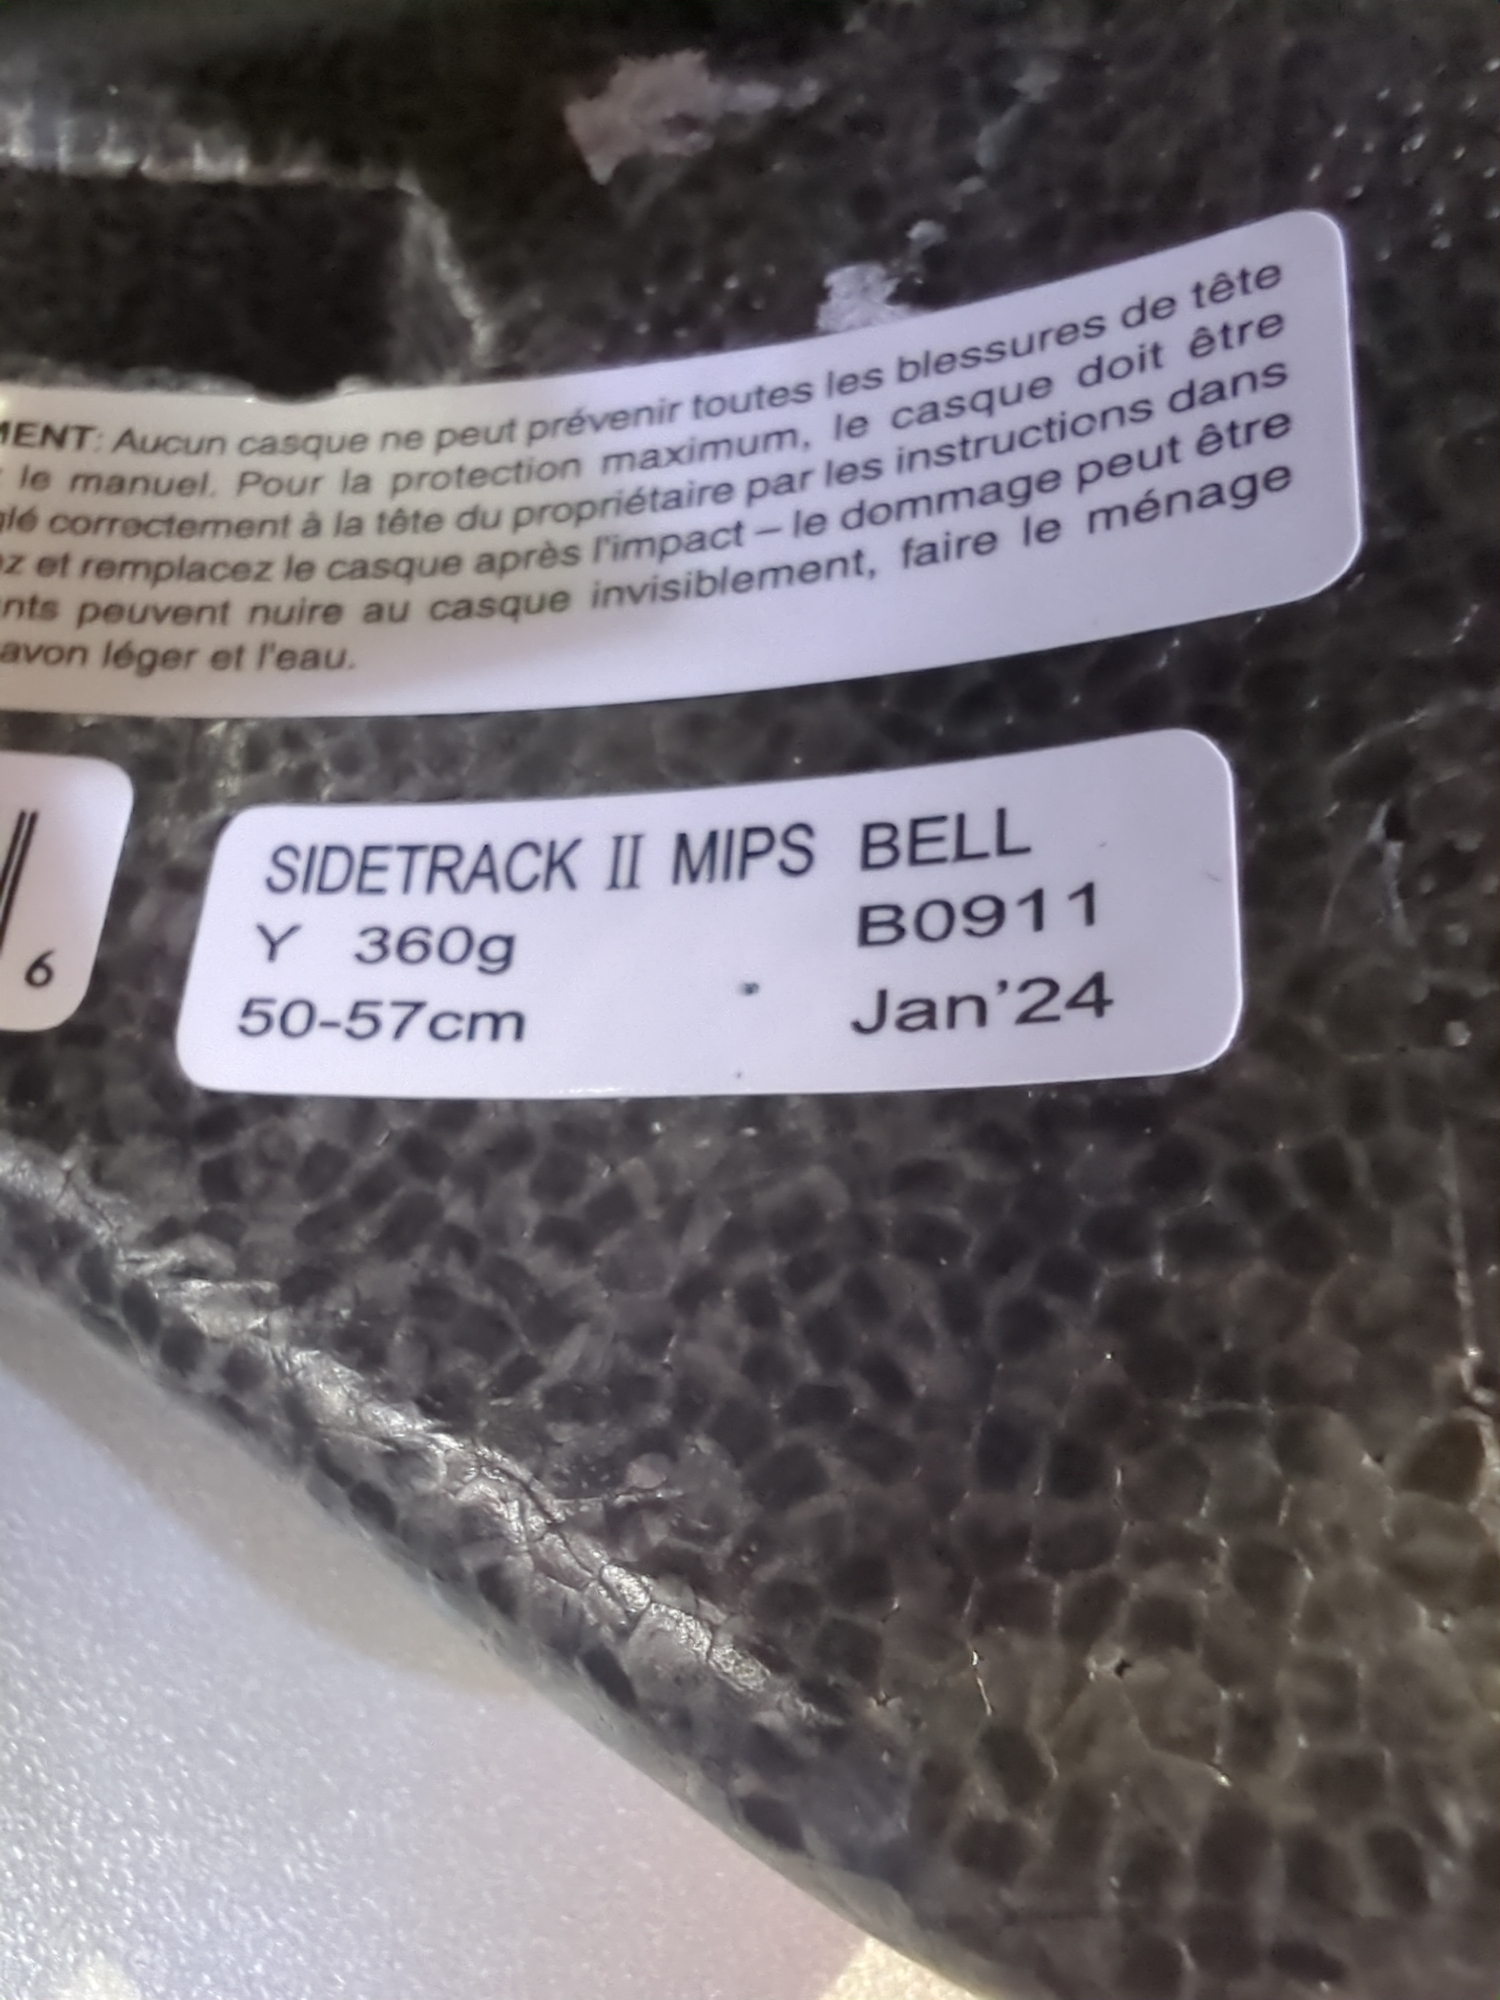 MENT: Aucun casque ne peut prévenir toutes les blessures de tête
le manuel. Pour la protection maximum, le casque doit être
glé correctement à la tête du propriétaire par les instructions dans
ez et remplacez le casque après l'impact – le dommage peut être
nts peuvent nuire au casque invisiblement, faire le ménage
avon léger et l'eau.
6
SIDETRACK II MIPS BELL
Y 360g B0911
50-57cm Jan'24